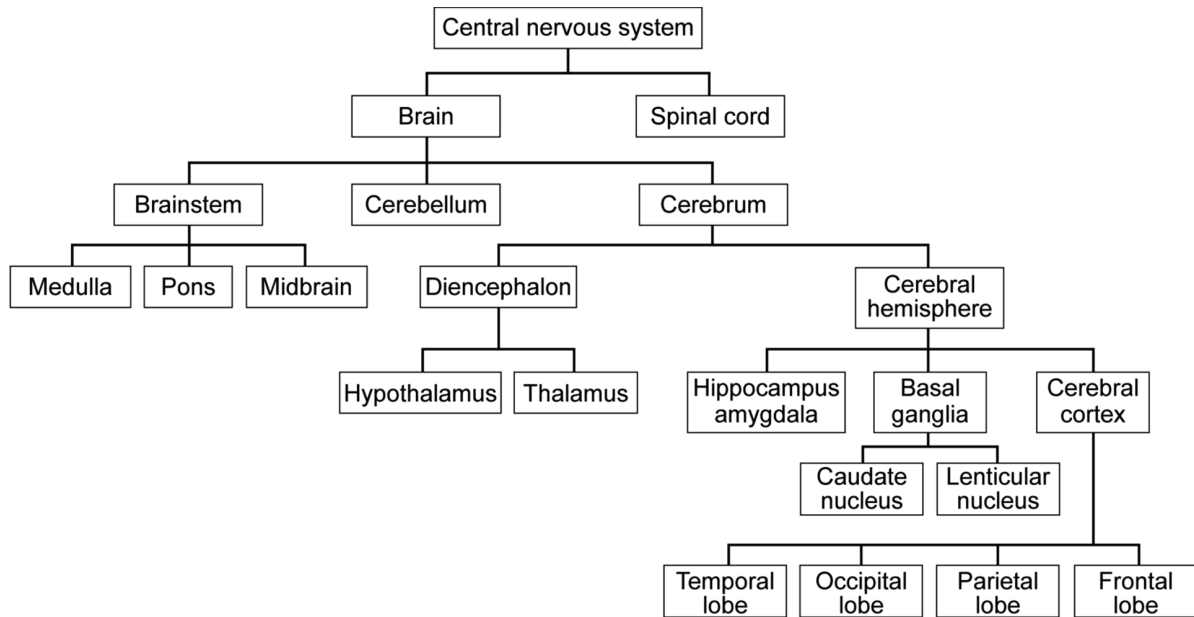 Central nervous system
Brain
Spinal cord
Brainstem
Cerebellum
Cerebrum
Medulla
Pons
Midbrain
Diencephalon
Cerebral
hemisphere
Hypothalamus
Thalamus
Hippocampus
amygdala
Basal
ganglia
Cerebral
cortex
Caudate
nucleus
Lenticular
nucleus
Temporal
lobe
Occipital
lobe
Parietal
lobe
Frontal
lobe